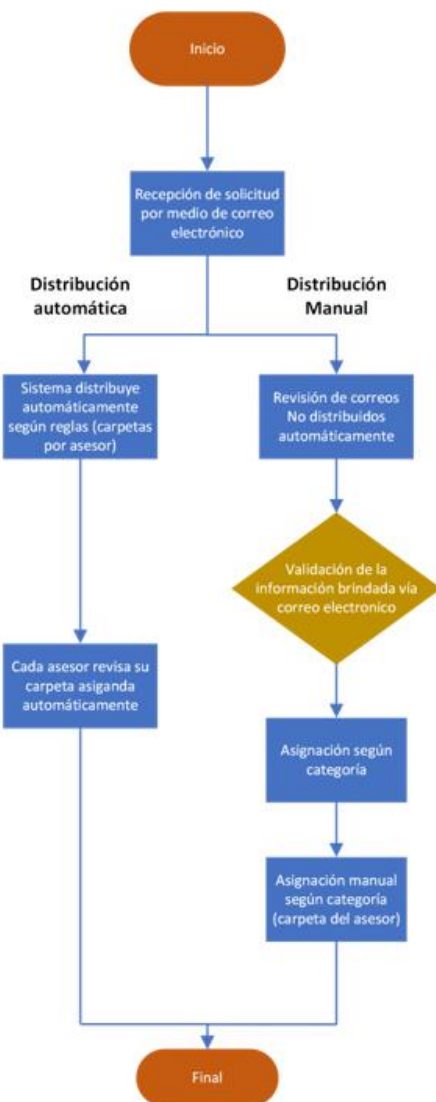 Inicio
Recepción de solicitud
por medio de correo
electrónico
Distribución
automática
Distribución
Manual
Sistema distribuye
automáticamente
según reglas (carpetas
por asesor)
Revisión de correos
No distribuidos
automáticamente
Validación de la
información brindada vía
correo electronico
Cada asesor revisa su
carpeta asiganda
automáticamente
Asignación según
categoría
Asignación manual
según categoría
(carpeta del asesor)
Final